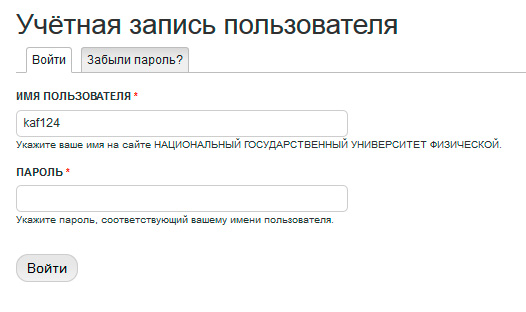 Учётная запись пользователя
Войти Забыли пароль?
ИМЯ ПОЛЬЗОВАТЕЛЯ *
kaf124
Укажите ваше имя на сайте НАЦИОНАЛЬНЫЙ ГОСУДАРСТВЕННЫЙ УНИВЕРСИТЕТ ФИЗИЧЕСКОЙ.
ПАРОЛЬ *
Укажите пароль, соответствующий вашему имени пользователя.
Войти